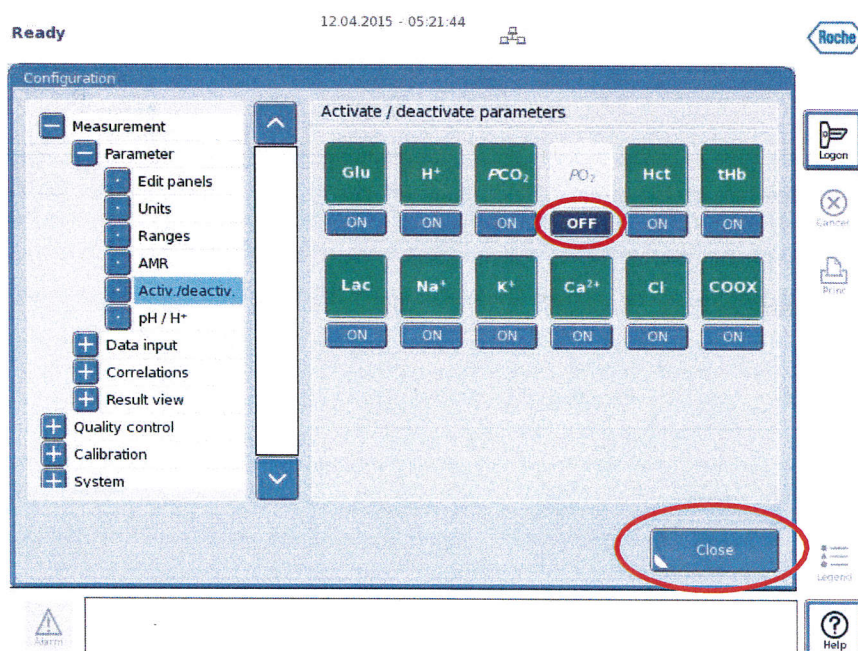 Ready
12.04.2015 - 05:21:44
Roche
Configuration
Measurement
Parameter
Edit panels
Units
Ranges
AMR
Activ./deactiv.
pH / H⁺
Data input
Correlations
Result view
Quality control
Calibration
System
Activate / deactivate parameters
Glu H⁺ PCO₂ PO₂ Hct tHb
ON ON ON OFF ON ON
Lac Na⁺ K⁺ Ca²⁺ Cl COOX
ON ON ON ON ON ON
Close
Logon
Cancel
Print
Legend
Alarm
Help